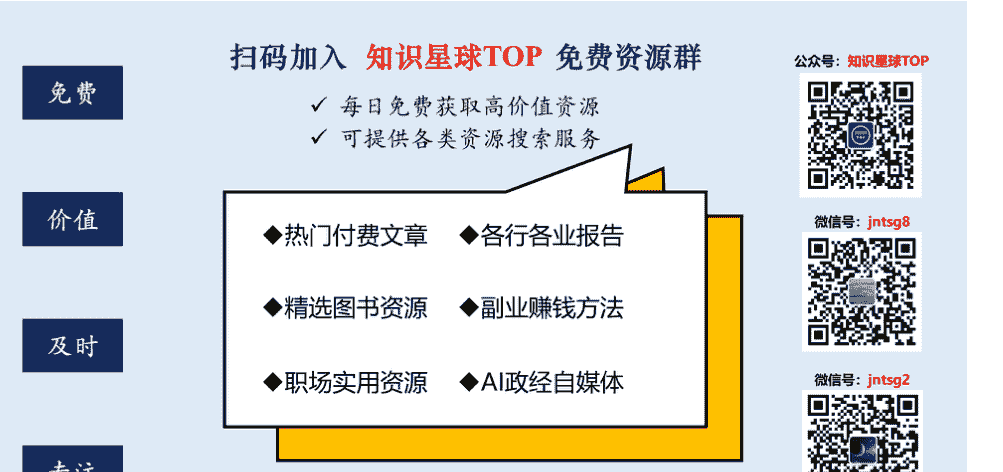 扫码加入 知识星球TOP 免费资源群
✓ 每日免费获取高价值资源
✓ 可提供各类资源搜索服务
免费
价值
及时
专注
◆热门付费文章 ◆各行各业报告
◆精选图书资源 ◆副业赚钱方法
◆职场实用资源 ◆AI政经自媒体
公众号：知识星球TOP
微信号：jntsg8
微信号：jntsg2